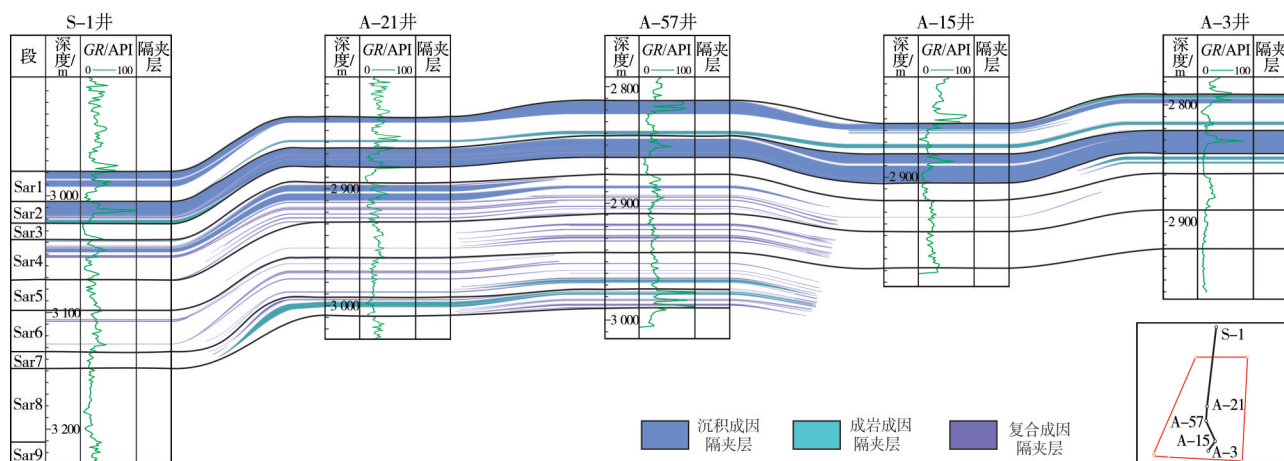 S-1井
A-21井
A-57井
A-15井
A-3井
段
深度/m
GR/API
0 100
隔夹层
深度/m
GR/API
0 100
隔夹层
深度/m
GR/API
0 100
隔夹层
深度/m
GR/API
0 100
隔夹层
深度/m
GR/API
0 100
隔夹层
Sar1
Sar2
Sar3
Sar4
Sar5
Sar6
Sar7
Sar8
Sar9
3 000
3 100
3 200
2 900
3 000
2 800
2 900
3 000
2 900
2 800
2 900
沉积成因
隔夹层
成岩成因
隔夹层
复合成因
隔夹层
S-1
A-21
A-57
A-15
A-3